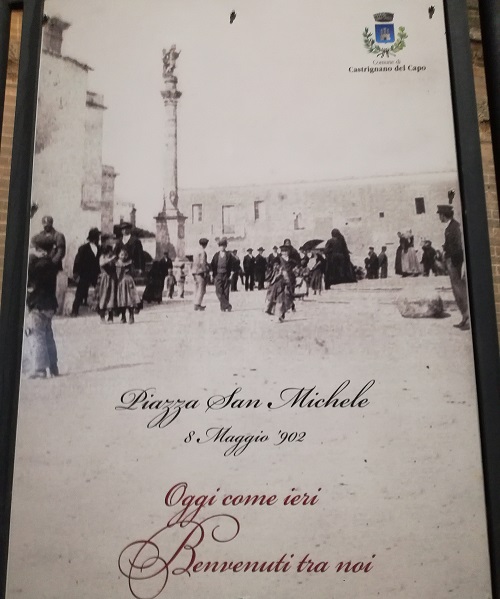 Comune di
Castrignano del Capo
Piazza San Michele
8 Maggio '902
Oggi come ieri
Benvenuti tra noi